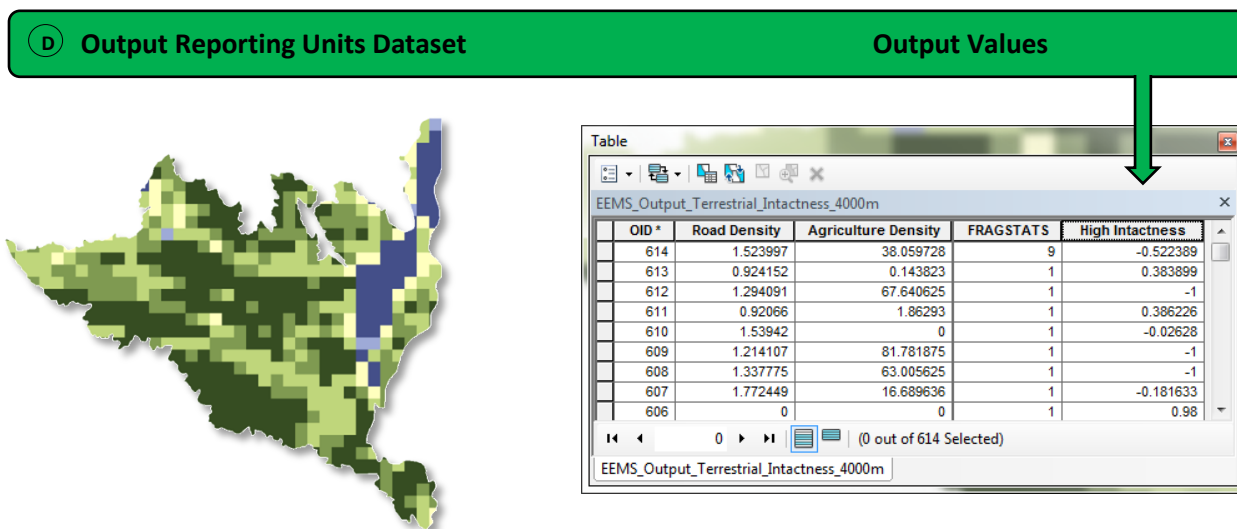 D Output Reporting Units Dataset Output Values
Table
EEMS_Output_Terrestrial_Intactness_4000m
OID * Road Density Agriculture Density FRAGSTATS High Intactness
614 1.523997 38.059728 9 -0.522389
613 0.924152 0.143823 1 0.383899
612 1.294091 67.640625 1 -1
611 0.92066 1.86293 1 0.386226
610 1.53942 0 1 -0.02628
609 1.214107 81.781875 1 -1
608 1.337775 63.005625 1 -1
607 1.772449 16.689636 1 -0.181633
606 0 0 1 0.98
0 (0 out of 614 Selected)
EEMS_Output_Terrestrial_Intactness_4000m